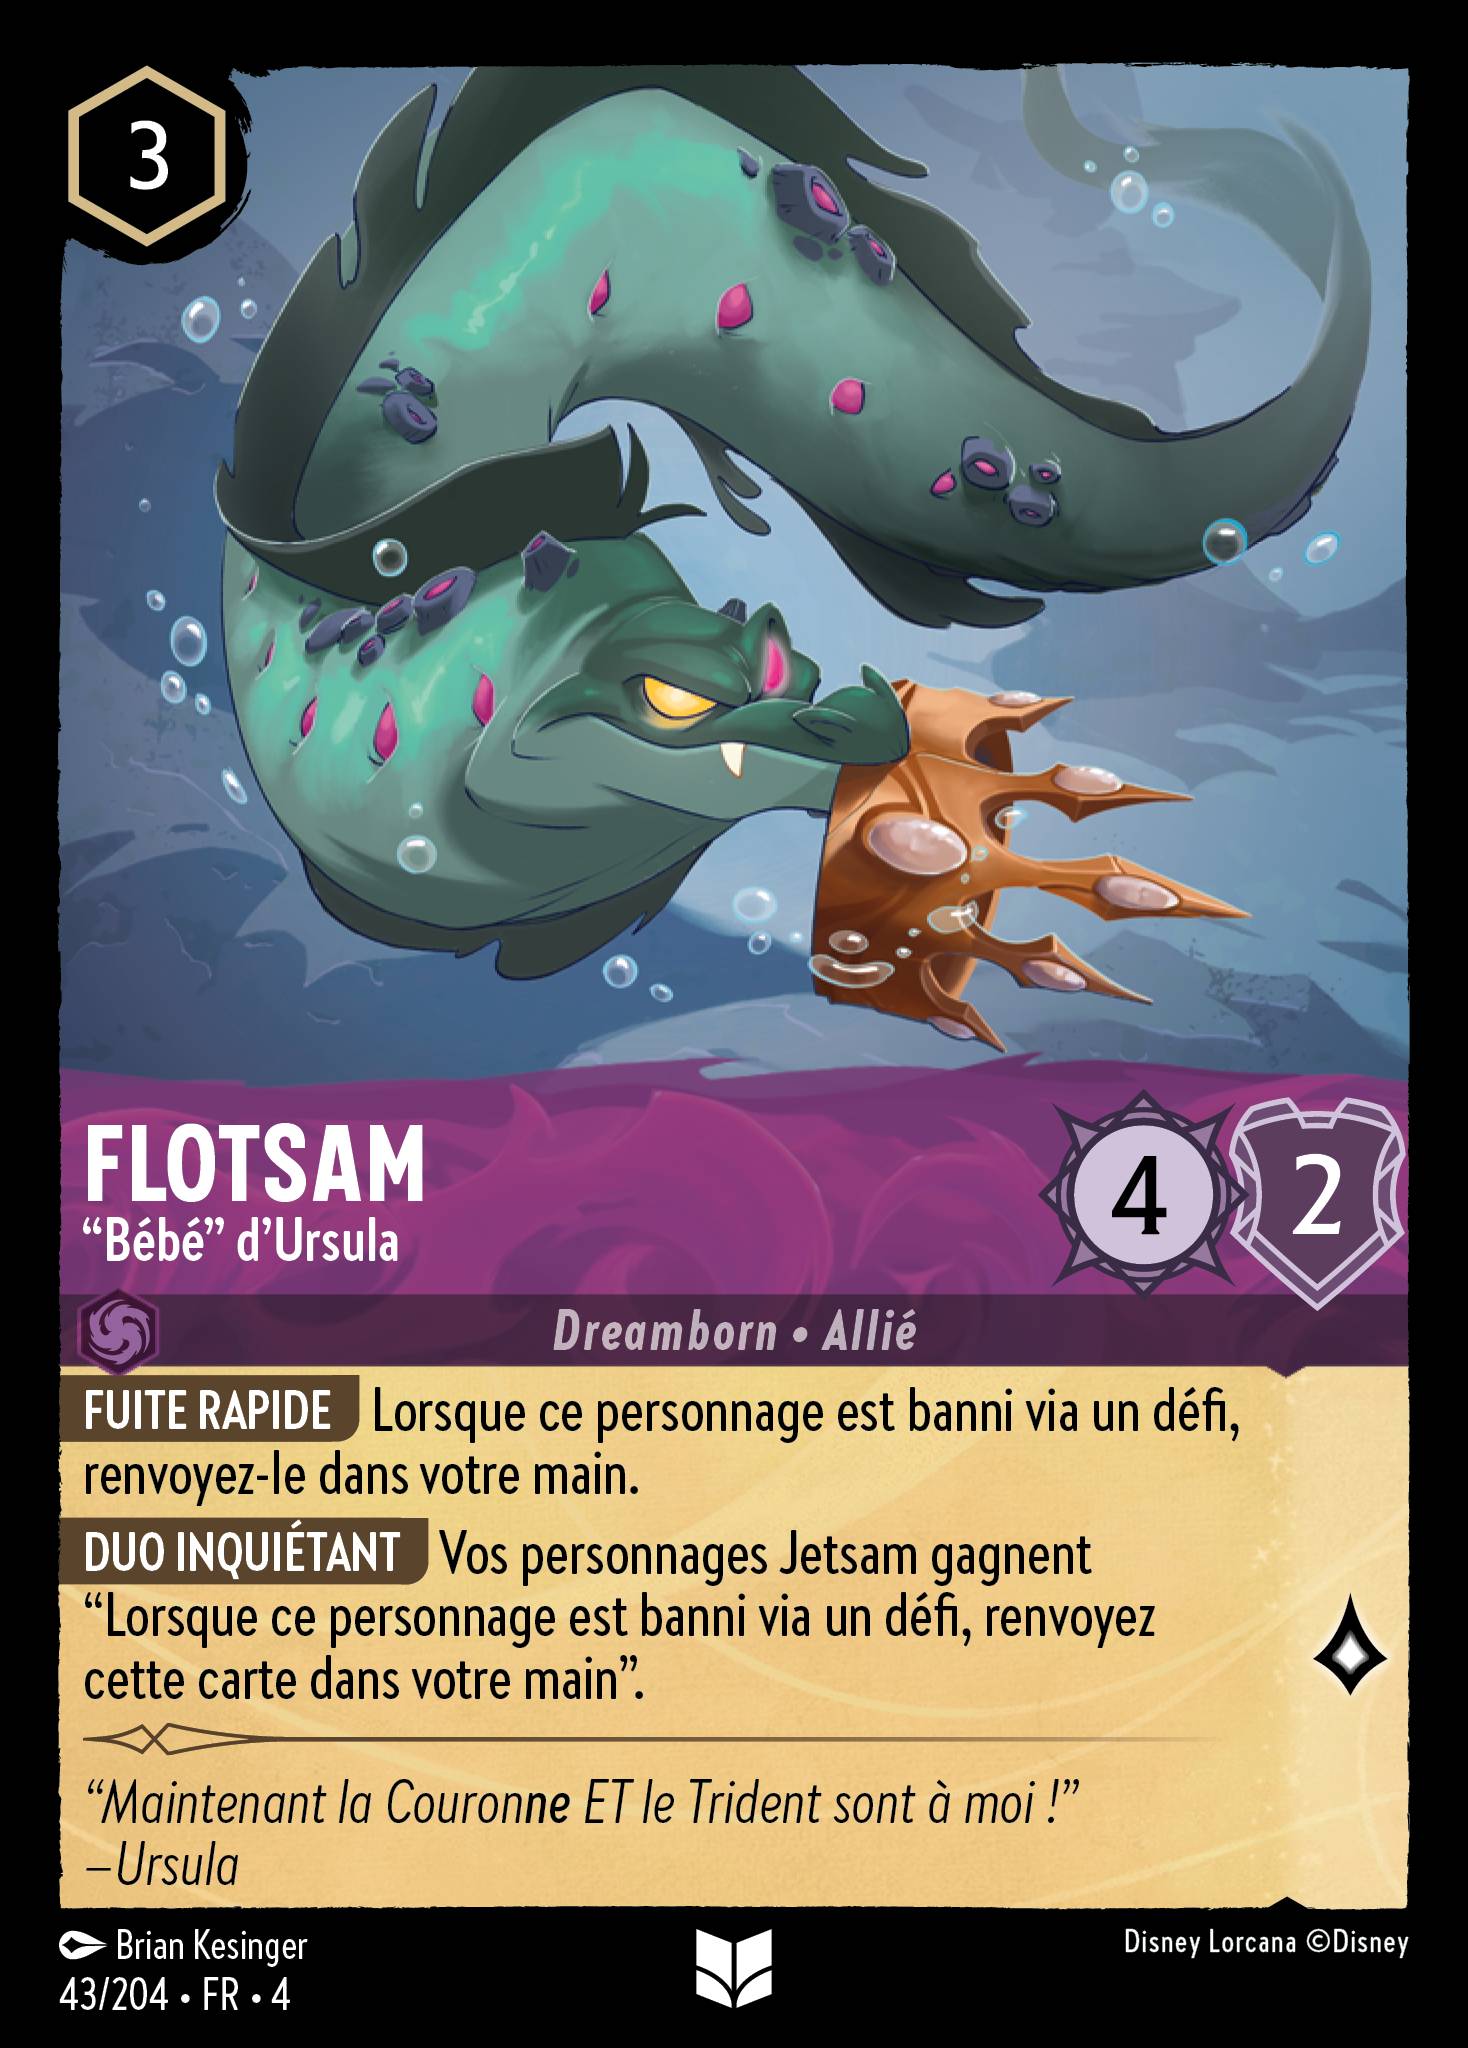 3
FLOTSAM
“Bébé” d’Ursula
4
2
Dreamborn • Allié
FUITE RAPIDE Lorsque ce personnage est banni via un défi,
renvoyez-le dans votre main.
DUO INQUIÉTANT Vos personnages Jetsam gagnent
“Lorsque ce personnage est banni via un défi, renvoyez
cette carte dans votre main”.
“Maintenant la Couronne ET le Trident sont à moi !”
–Ursula
Brian Kesinger
Disney Lorcana ©Disney
43/204 • FR • 4